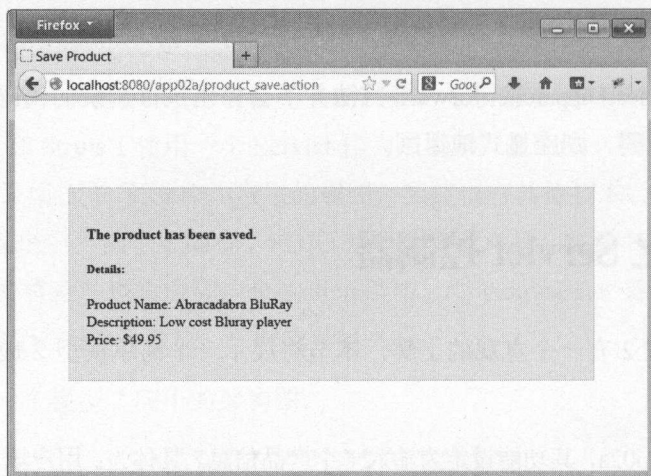 Firefox
Save Product
+
localhost:8080/app02a/product_save.action
Goo
The product has been saved.
Details:
Product Name: Abracadabra BluRay
Description: Low cost Bluray player
Price: $49.95